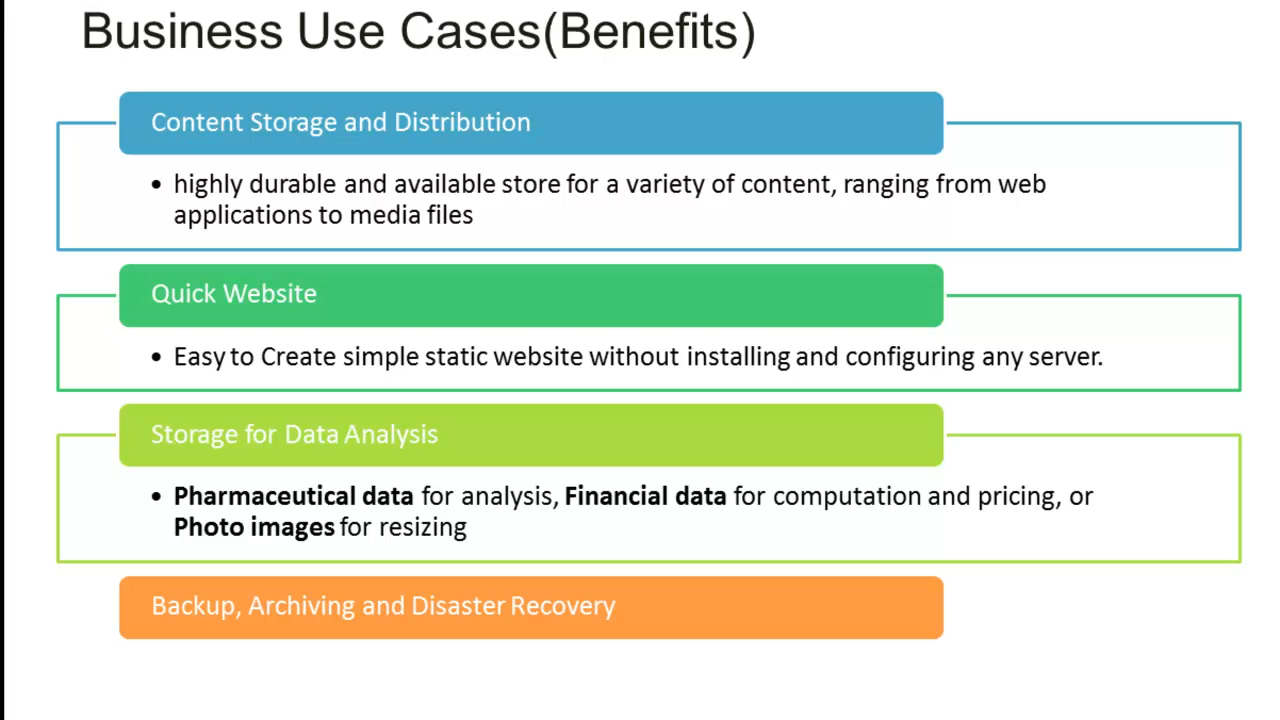 Business Use Cases(Benefits)
Content Storage and Distribution
• highly durable and available store for a variety of content, ranging from web
applications to media files
Quick Website
• Easy to Create simple static website without installing and configuring any server.
Storage for Data Analysis
• Pharmaceutical data for analysis, Financial data for computation and pricing, or
Photo images for resizing
Backup, Archiving and Disaster Recovery